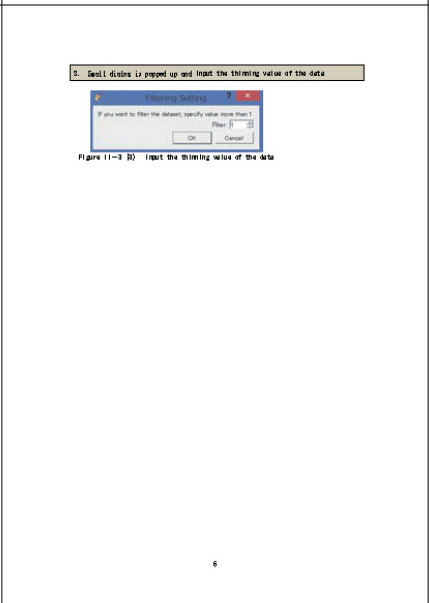 3. Small dialog is popped up and input the thinning value of the data
Filtering Setting ? ×
If you want to filter the dataset, specify value more than 1
Filter: 1
OK Cancel
Figure II-3 (3) Input the thinning value of the data
6